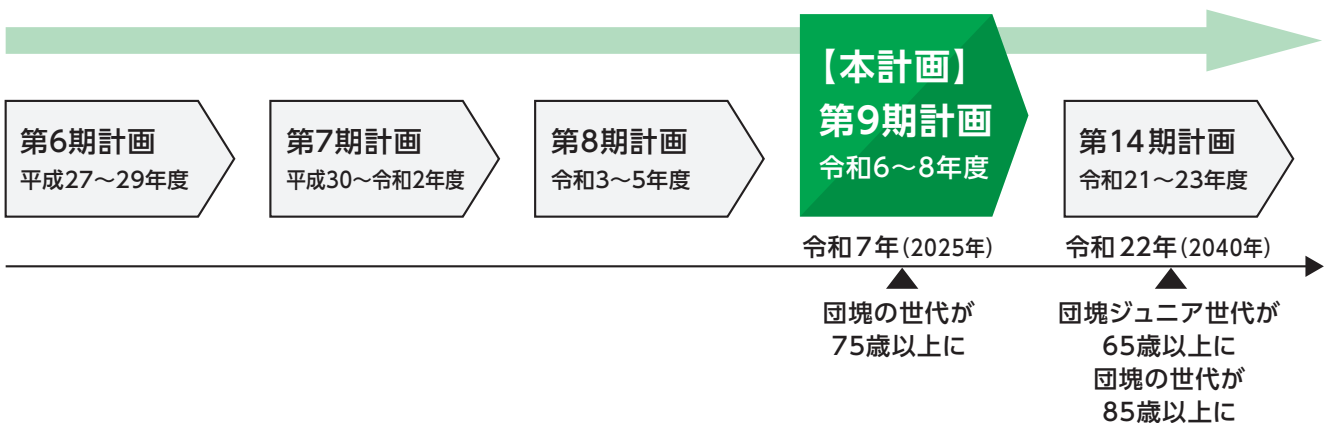 第6期計画
平成27～29年度
第7期計画
平成30～令和2年度
第8期計画
令和3～5年度
【本計画】
第9期計画
令和6～8年度
第14期計画
令和21～23年度
令和7年(2025年)
団塊の世代が
75歳以上に
令和22年(2040年)
団塊ジュニア世代が
65歳以上に
団塊の世代が
85歳以上に